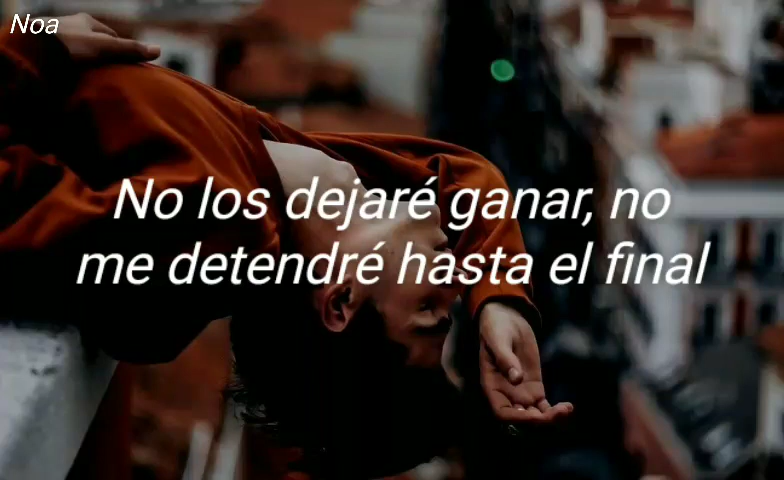 Noa
No los dejaré ganar, no
me detendré hasta el final